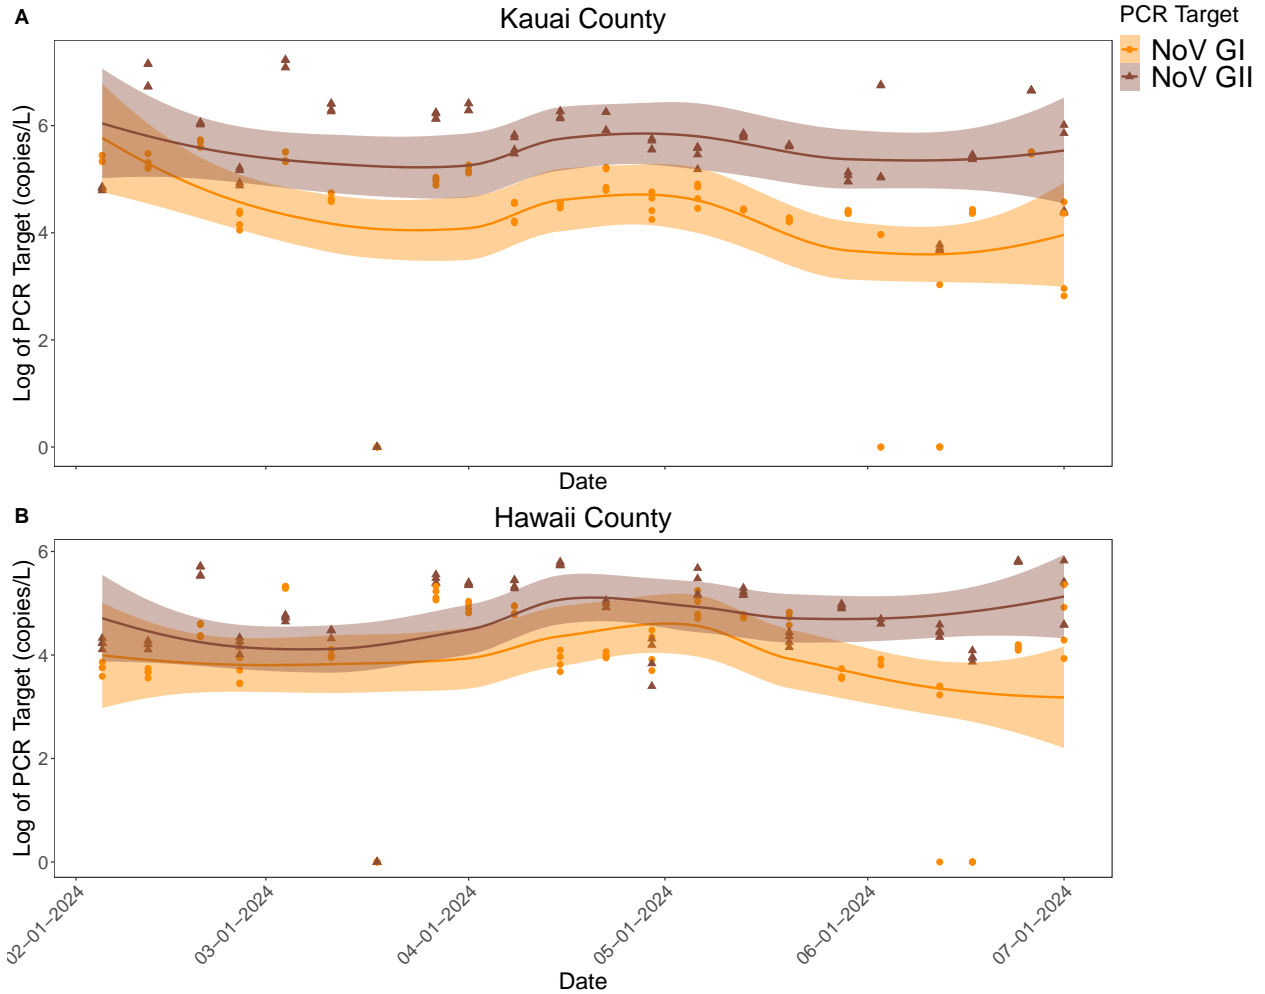 A
Kauai County
PCR Target
NoV GI
NoV GII
Log of PCR Target (copies/L)
6
4
2
0
Date
B
Hawaii County
Log of PCR Target (copies/L)
6
4
2
0
02−01−2024
03−01−2024
04−01−2024
05−01−2024
06−01−2024
07−01−2024
Date